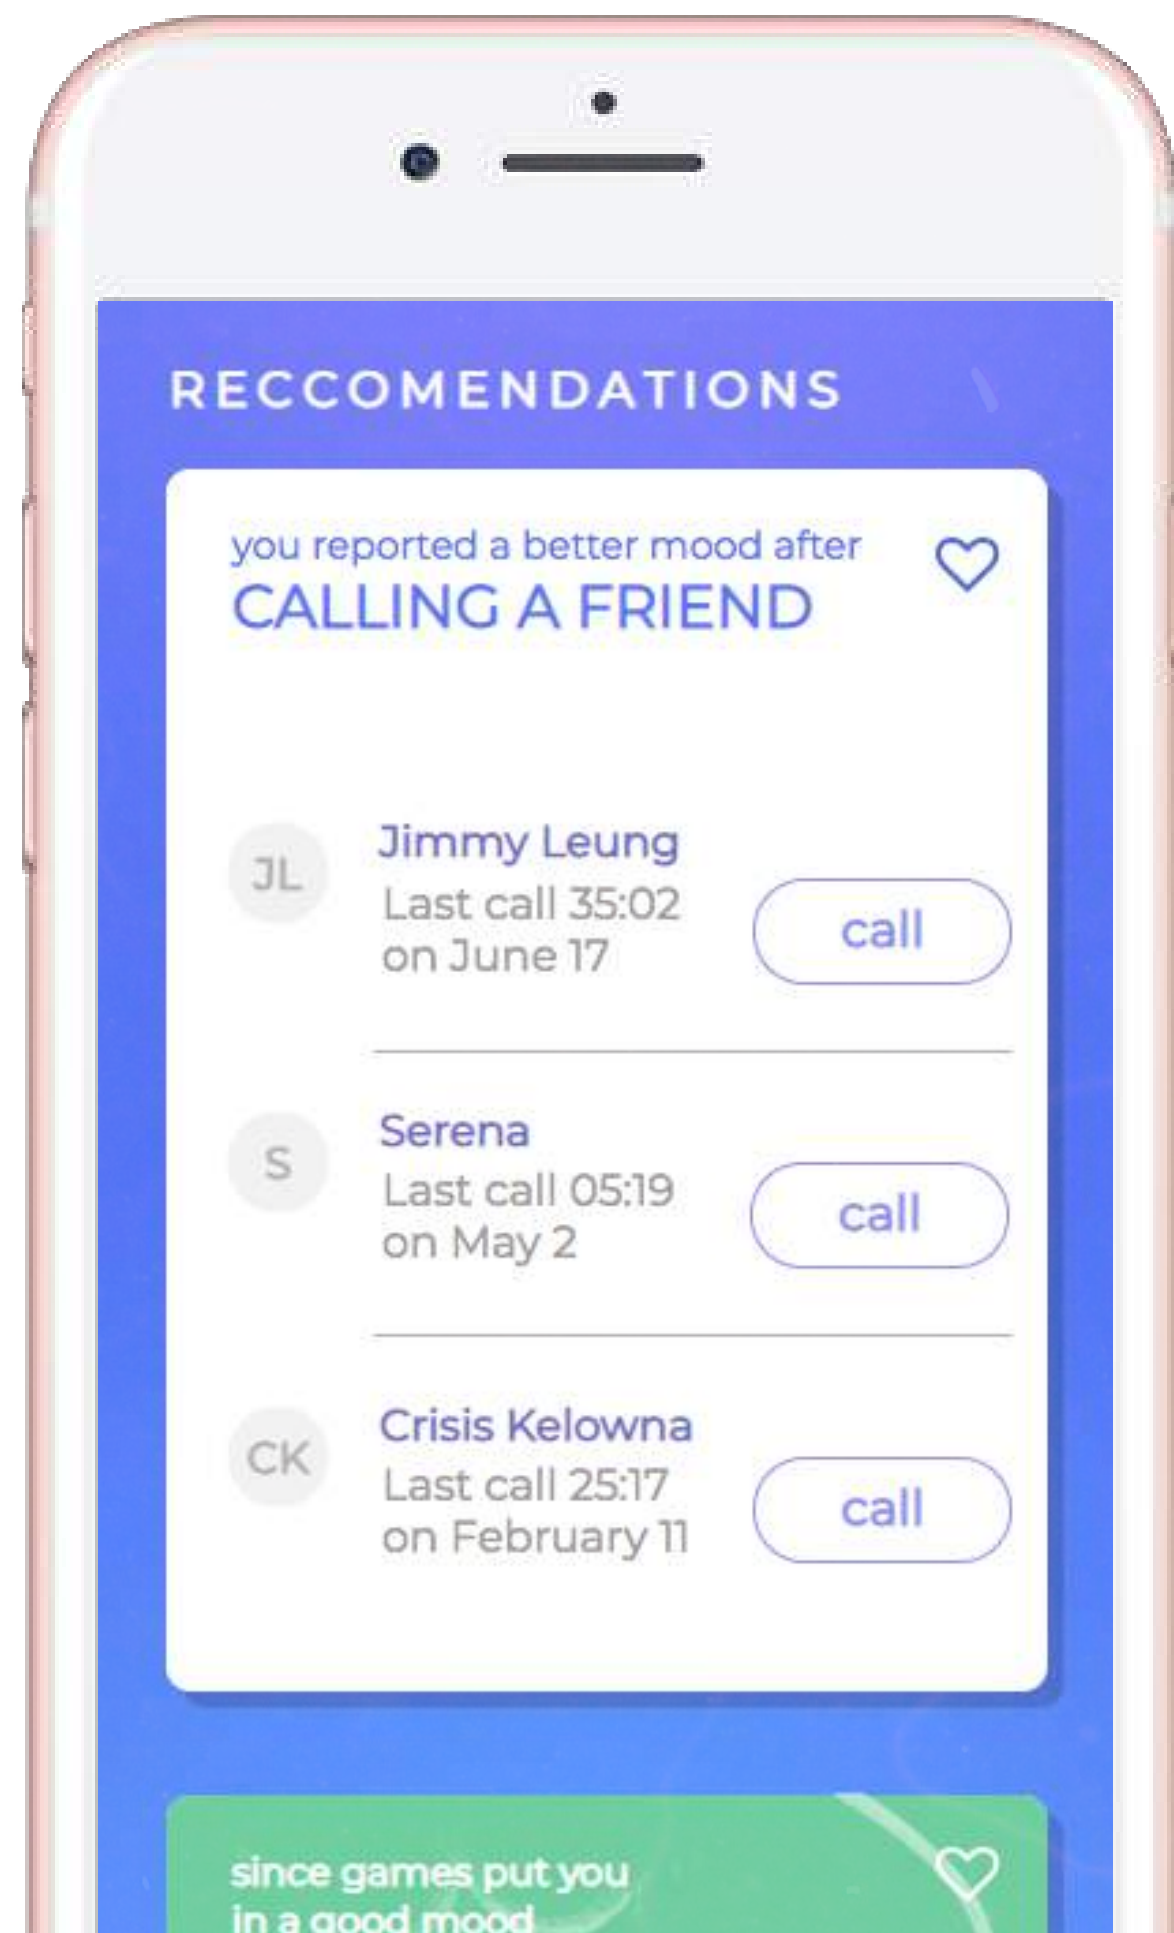 RECCOMENDATIONS
you reported a better mood after
CALLING A FRIEND
JL
Jimmy Leung
Last call 35:02
on June 17
call
S
Serena
Last call 05:19
on May 2
call
CK
Crisis Kelowna
Last call 25:17
on February 11
call
since games put you
in a good mood